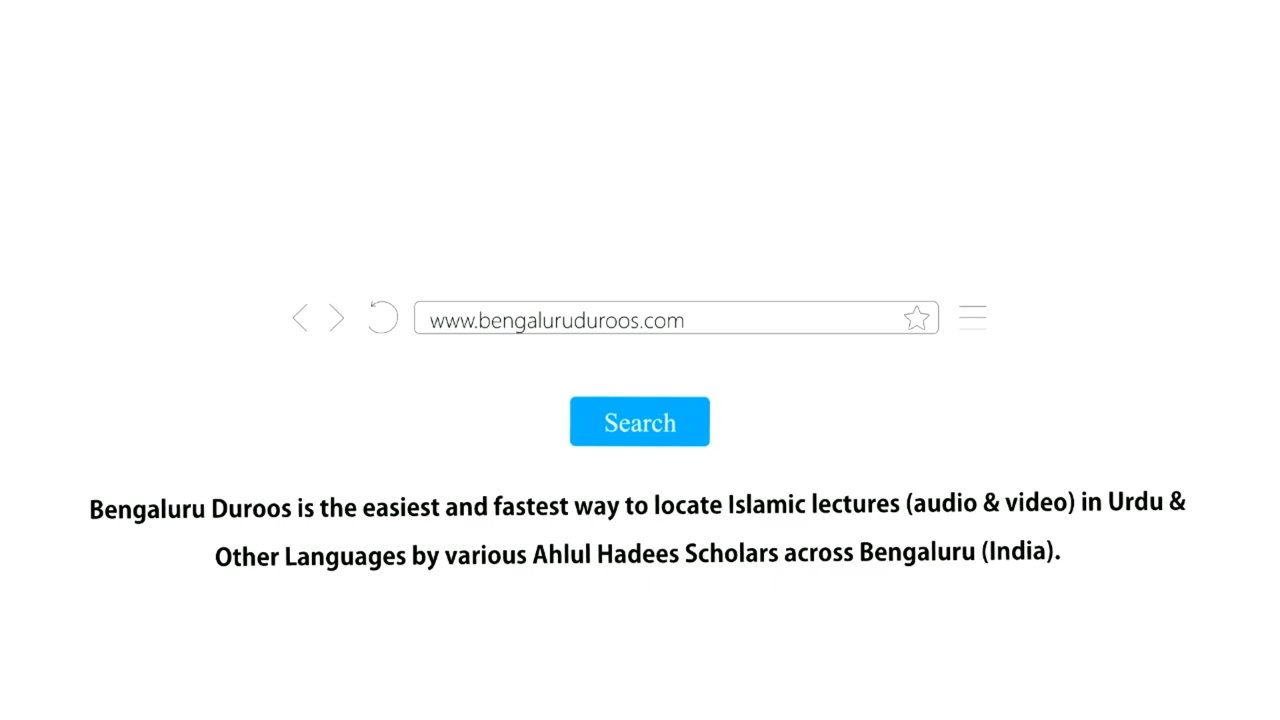 www.bengaluruduroos.com
Search
Bengaluru Duroos is the easiest and fastest way to locate Islamic lectures (audio & video) in Urdu &
Other Languages by various Ahlul Hadees Scholars across Bengaluru (India).